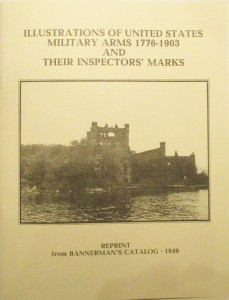 ILLUSTRATIONS OF UNITED STATES
MILITARY ARMS 1776-1903
AND
THEIR INSPECTORS' MARKS
REPRINT
from BANNERMAN'S CATALOG - 1949